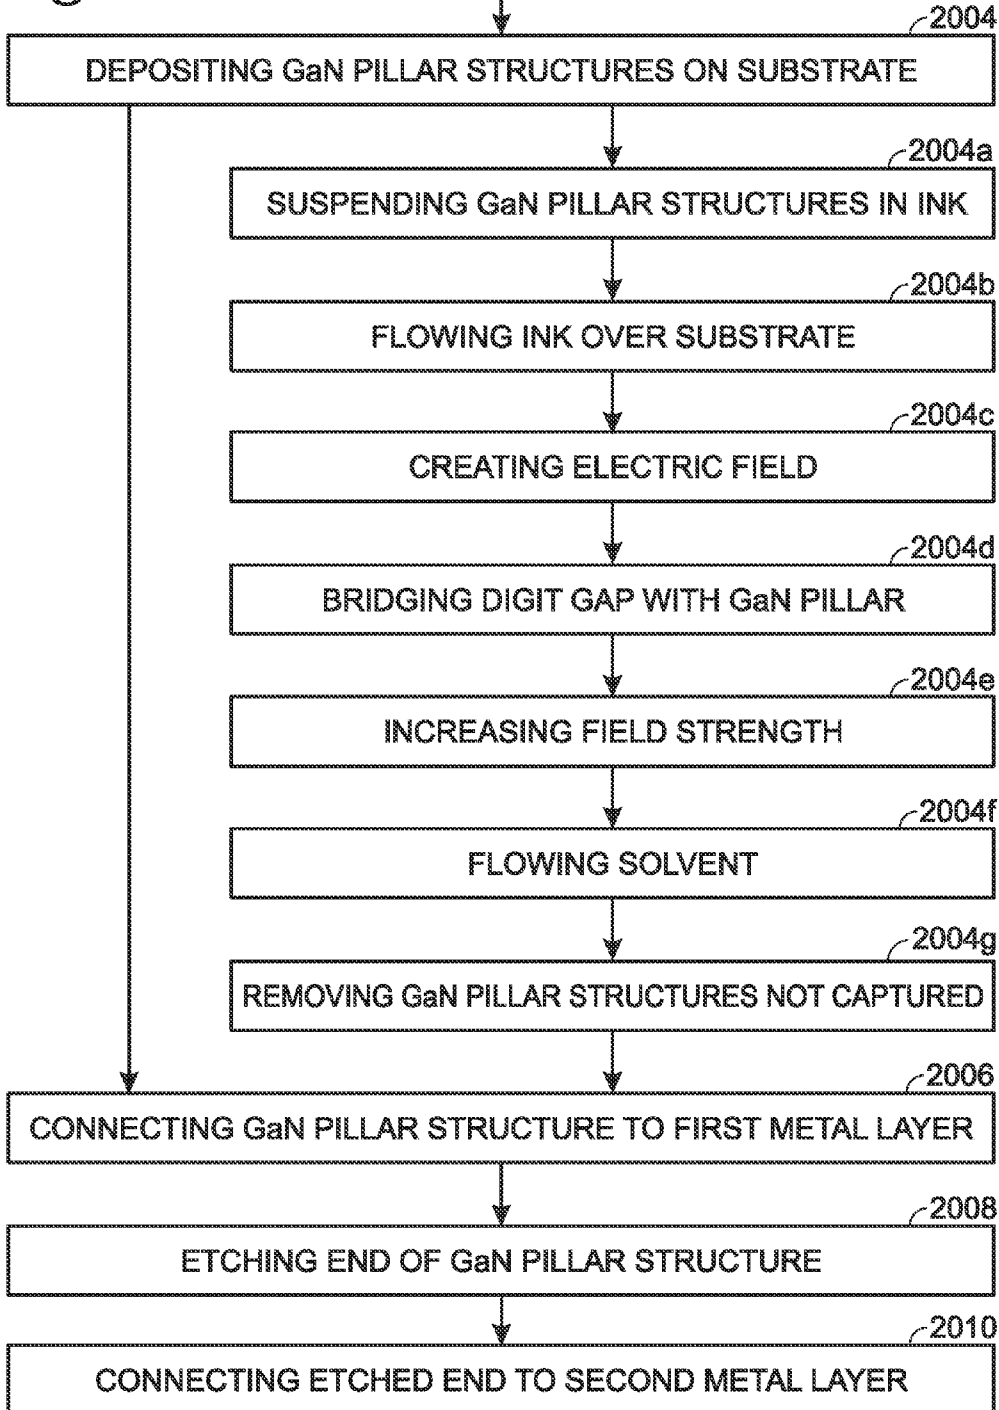 2004
DEPOSITING GaN PILLAR STRUCTURES ON SUBSTRATE
2004a
SUSPENDING GaN PILLAR STRUCTURES IN INK
2004b
FLOWING INK OVER SUBSTRATE
2004c
CREATING ELECTRIC FIELD
2004d
BRIDGING DIGIT GAP WITH GaN PILLAR
2004e
INCREASING FIELD STRENGTH
2004f
FLOWING SOLVENT
2004g
REMOVING GaN PILLAR STRUCTURES NOT CAPTURED
2006
CONNECTING GaN PILLAR STRUCTURE TO FIRST METAL LAYER
2008
ETCHING END OF GaN PILLAR STRUCTURE
2010
CONNECTING ETCHED END TO SECOND METAL LAYER